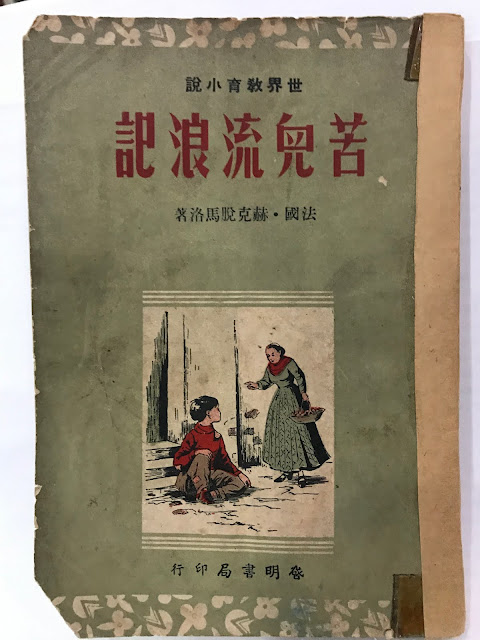 世界教育小說
苦兒流浪記
法國·赫克脫馬洛著
啓明書局印行